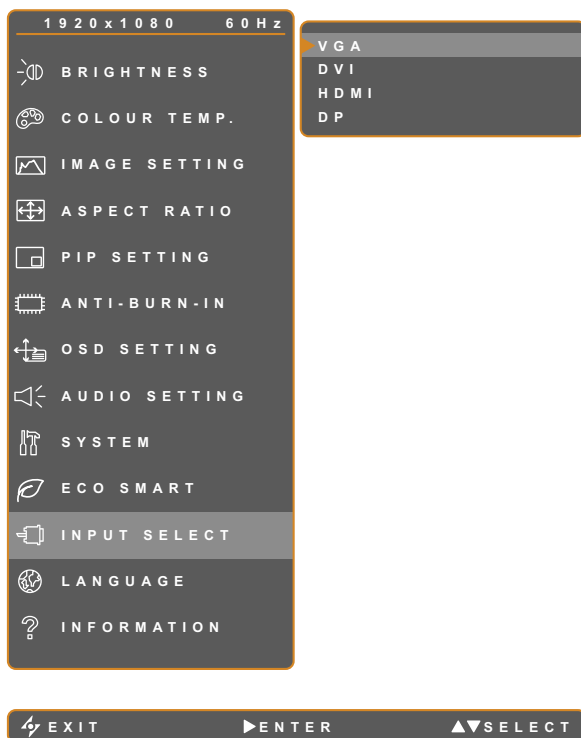 1920x1080 60Hz
BRIGHTNESS
COLOUR TEMP.
IMAGE SETTING
ASPECT RATIO
PIP SETTING
ANTI-BURN-IN
OSD SETTING
AUDIO SETTING
SYSTEM
ECO SMART
INPUT SELECT
LANGUAGE
INFORMATION
VGA
DVI
HDMI
DP
EXIT ENTER SELECT